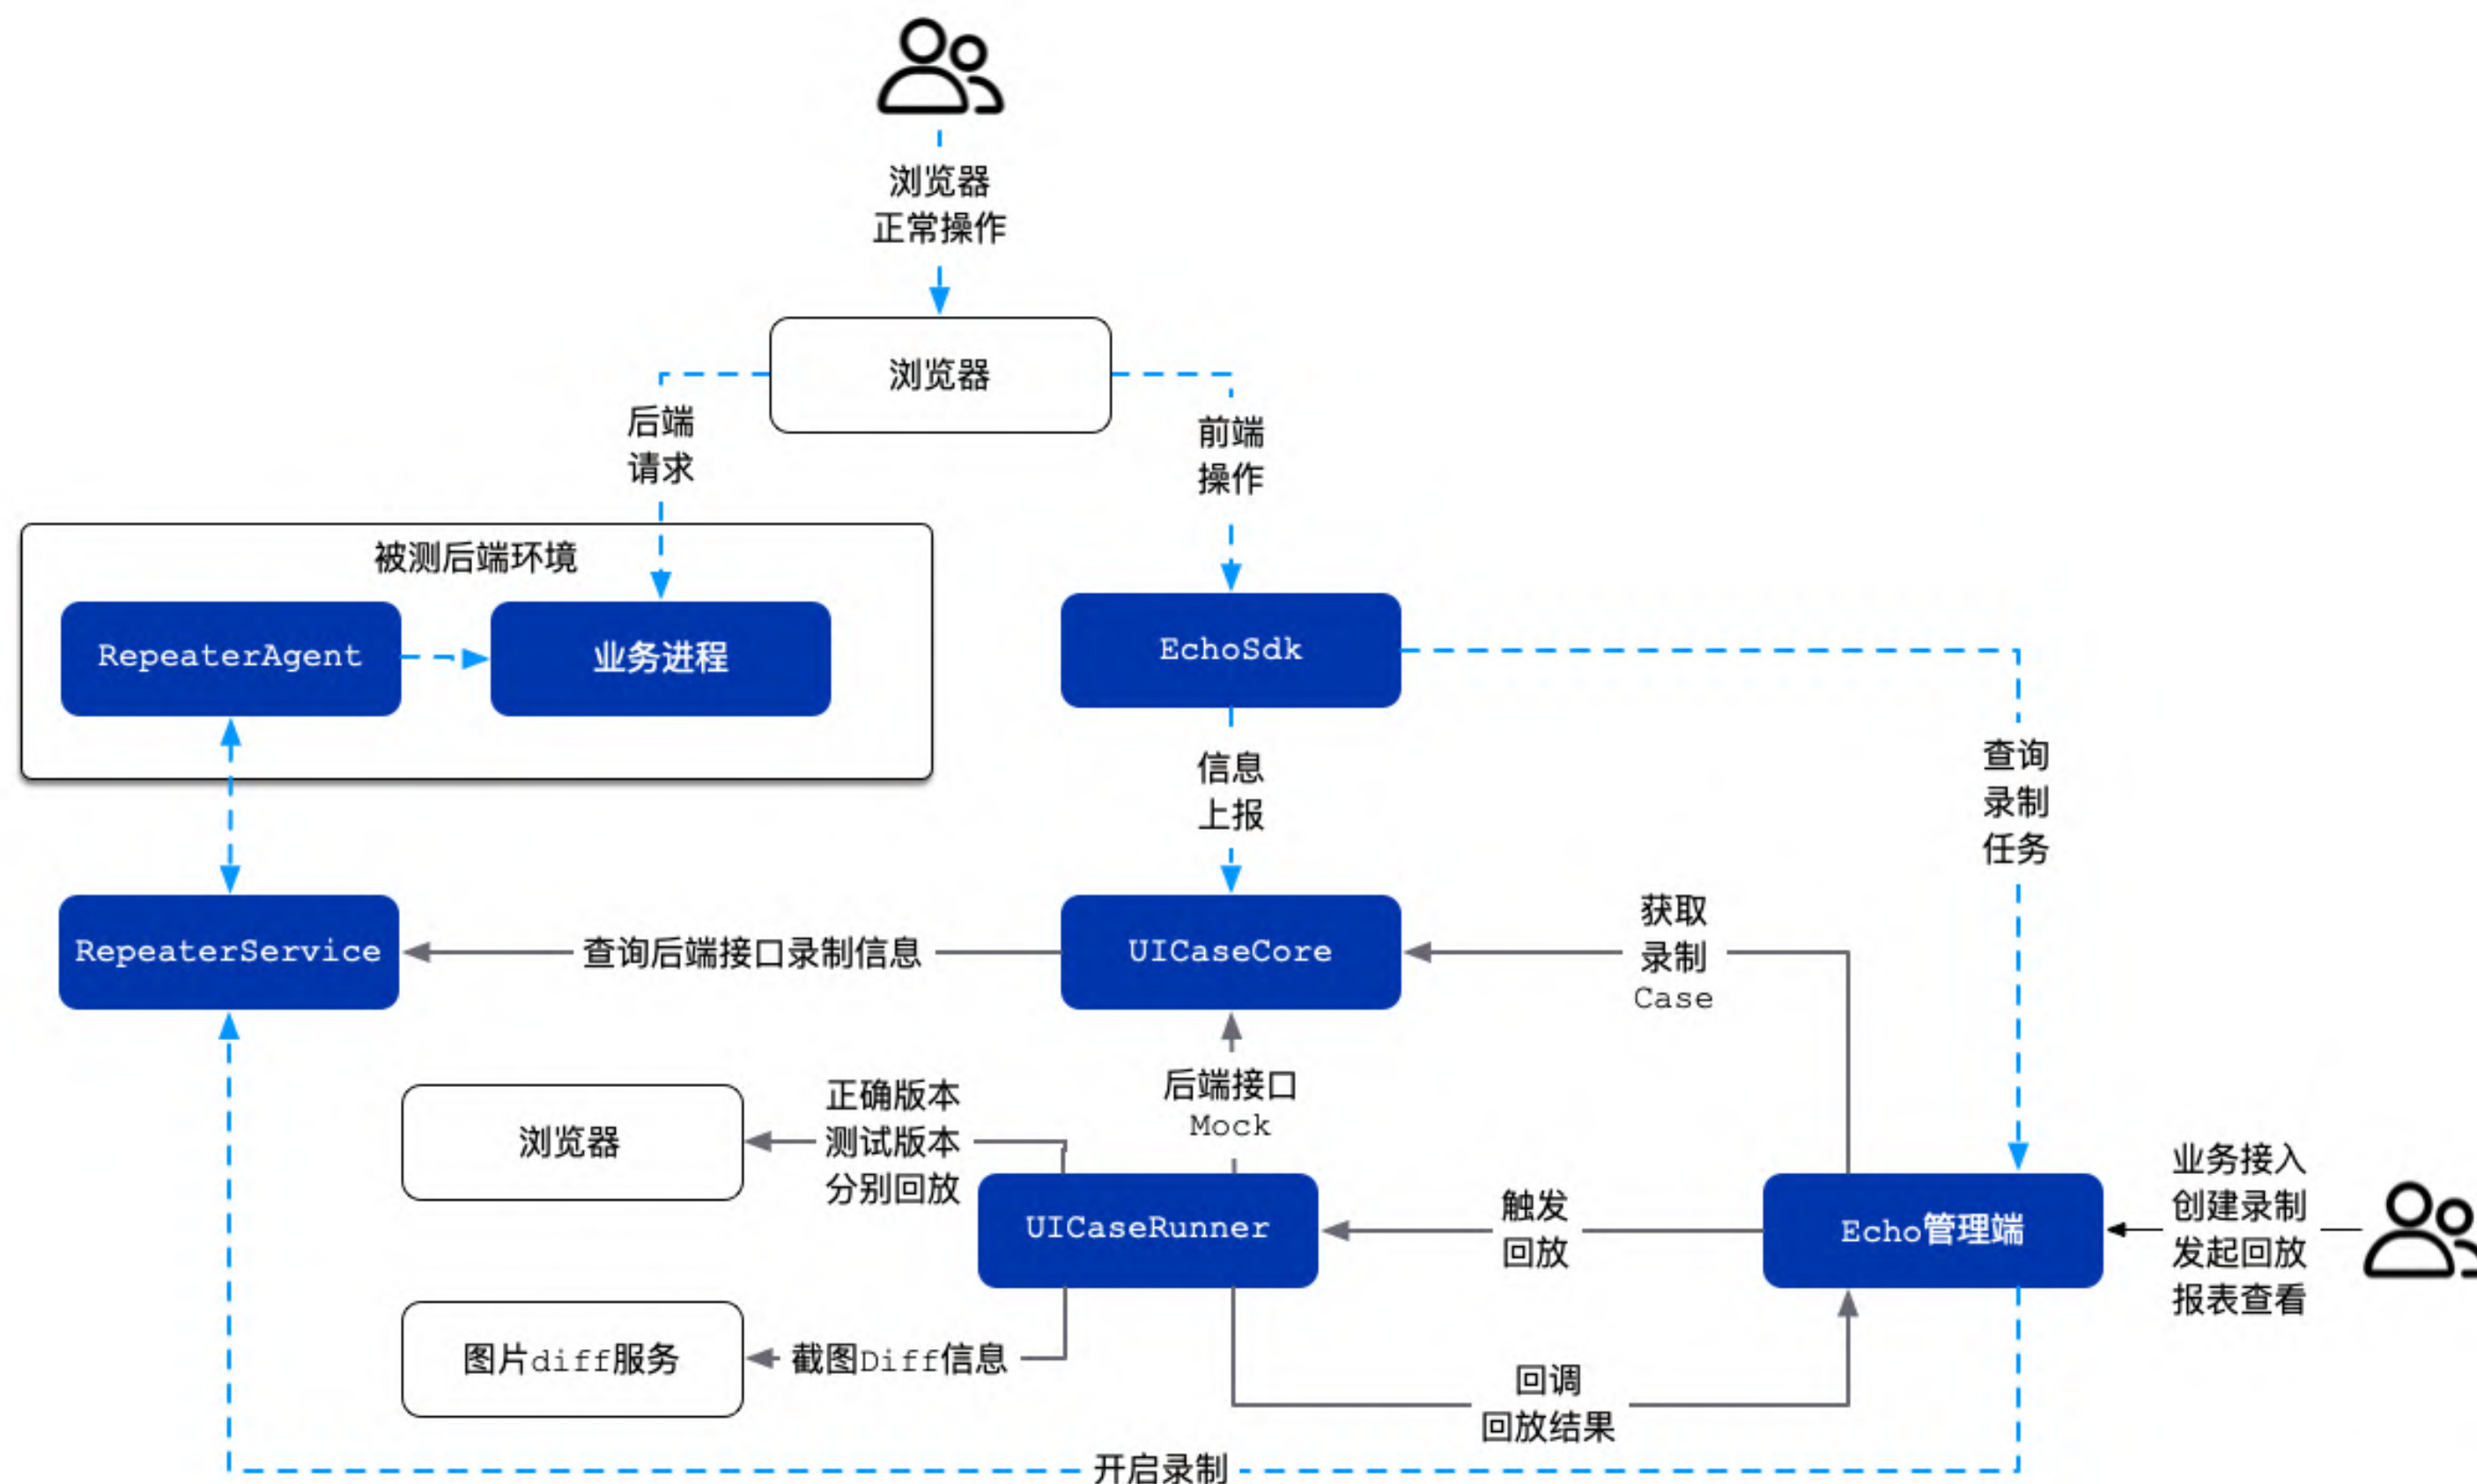 浏览器
正常操作
浏览器
后端
请求
前端
操作
被测后端环境
RepeaterAgent
业务进程
EchoSdk
信息
上报
查询
录制
任务
RepeaterService
查询后端接口录制信息
UICaseCore
获取
录制
Case
浏览器
正确版本
测试版本
分别回放
后端接口
Mock
UICaseRunner
触发
回放
Echo管理端
业务接入
创建录制
发起回放
报表查看
图片diff服务
截图Diff信息
回调
回放结果
开启录制